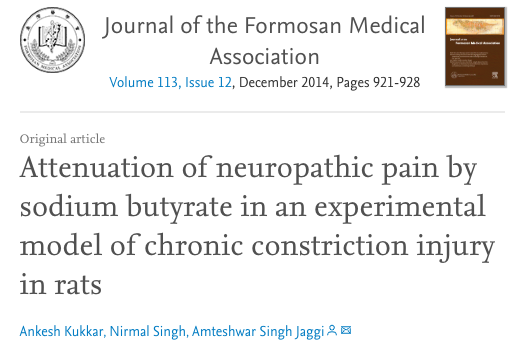 Journal of the Formosan Medical
Association
Volume 113, Issue 12, December 2014, Pages 921-928
Original article
Attenuation of neuropathic pain by
sodium butyrate in an experimental
model of chronic constriction injury
in rats
Ankesh Kukkar, Nirmal Singh, Amteshwar Singh Jaggi